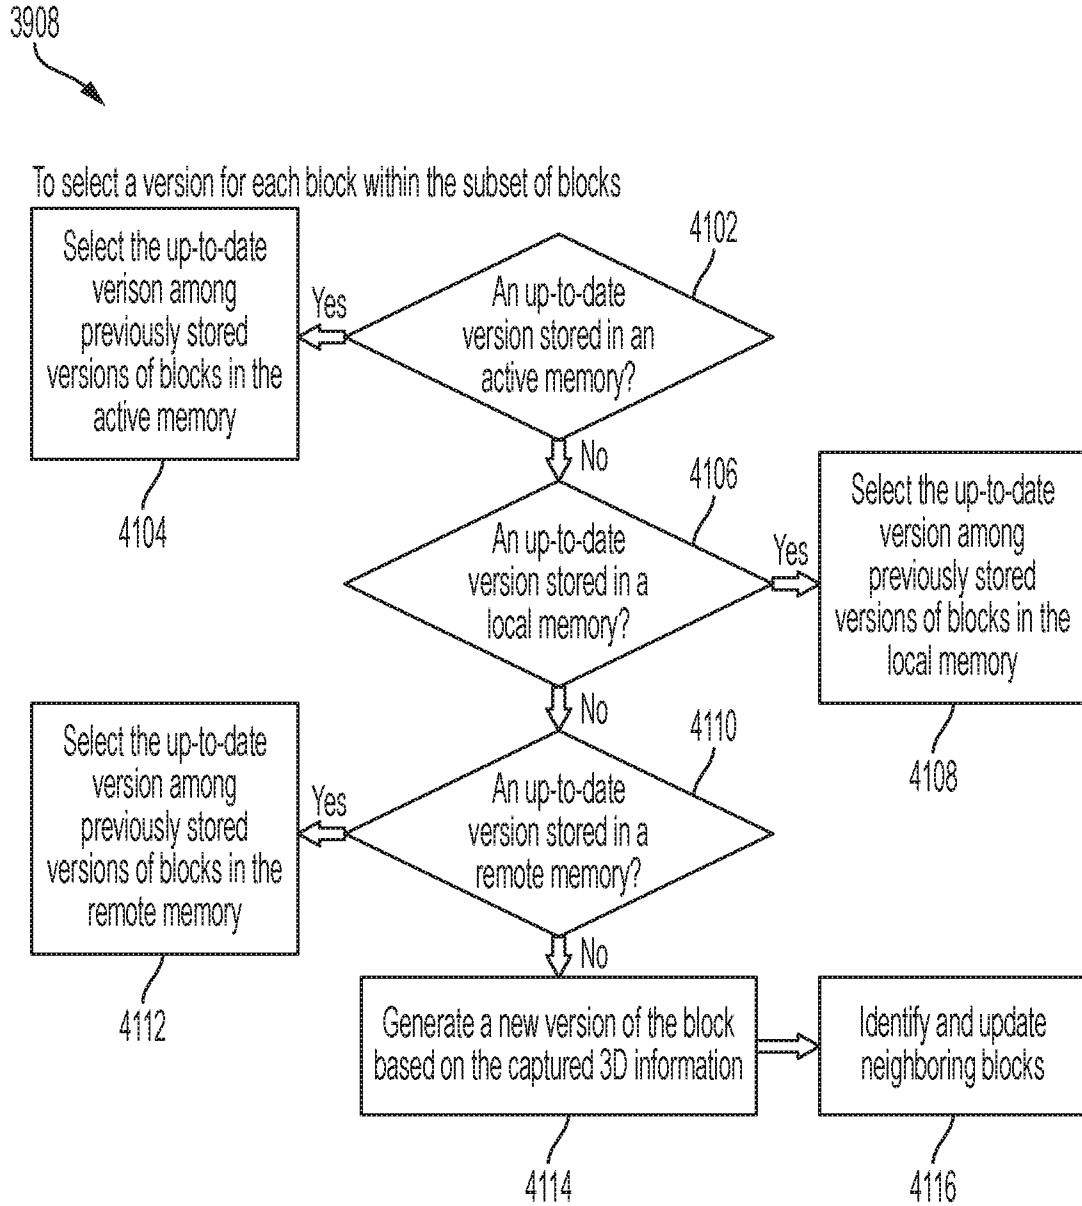 3908
To select a version for each block within the subset of blocks
Select the up-to-date
verison among
previously stored
versions of blocks in the
active memory
4104
Yes
4102
An up-to-date
version stored in an
active memory?
No
4106
An up-to-date
version stored in a
local memory?
Yes
Select the up-to-date
version among
previously stored
versions of blocks in the
local memory
4108
No
4110
An up-to-date
version stored in a
remote memory?
Yes
Select the up-to-date
version among
previously stored
versions of blocks in the
remote memory
4112
No
Generate a new version of the block
based on the captured 3D information
4114
Identify and update
neighboring blocks
4116